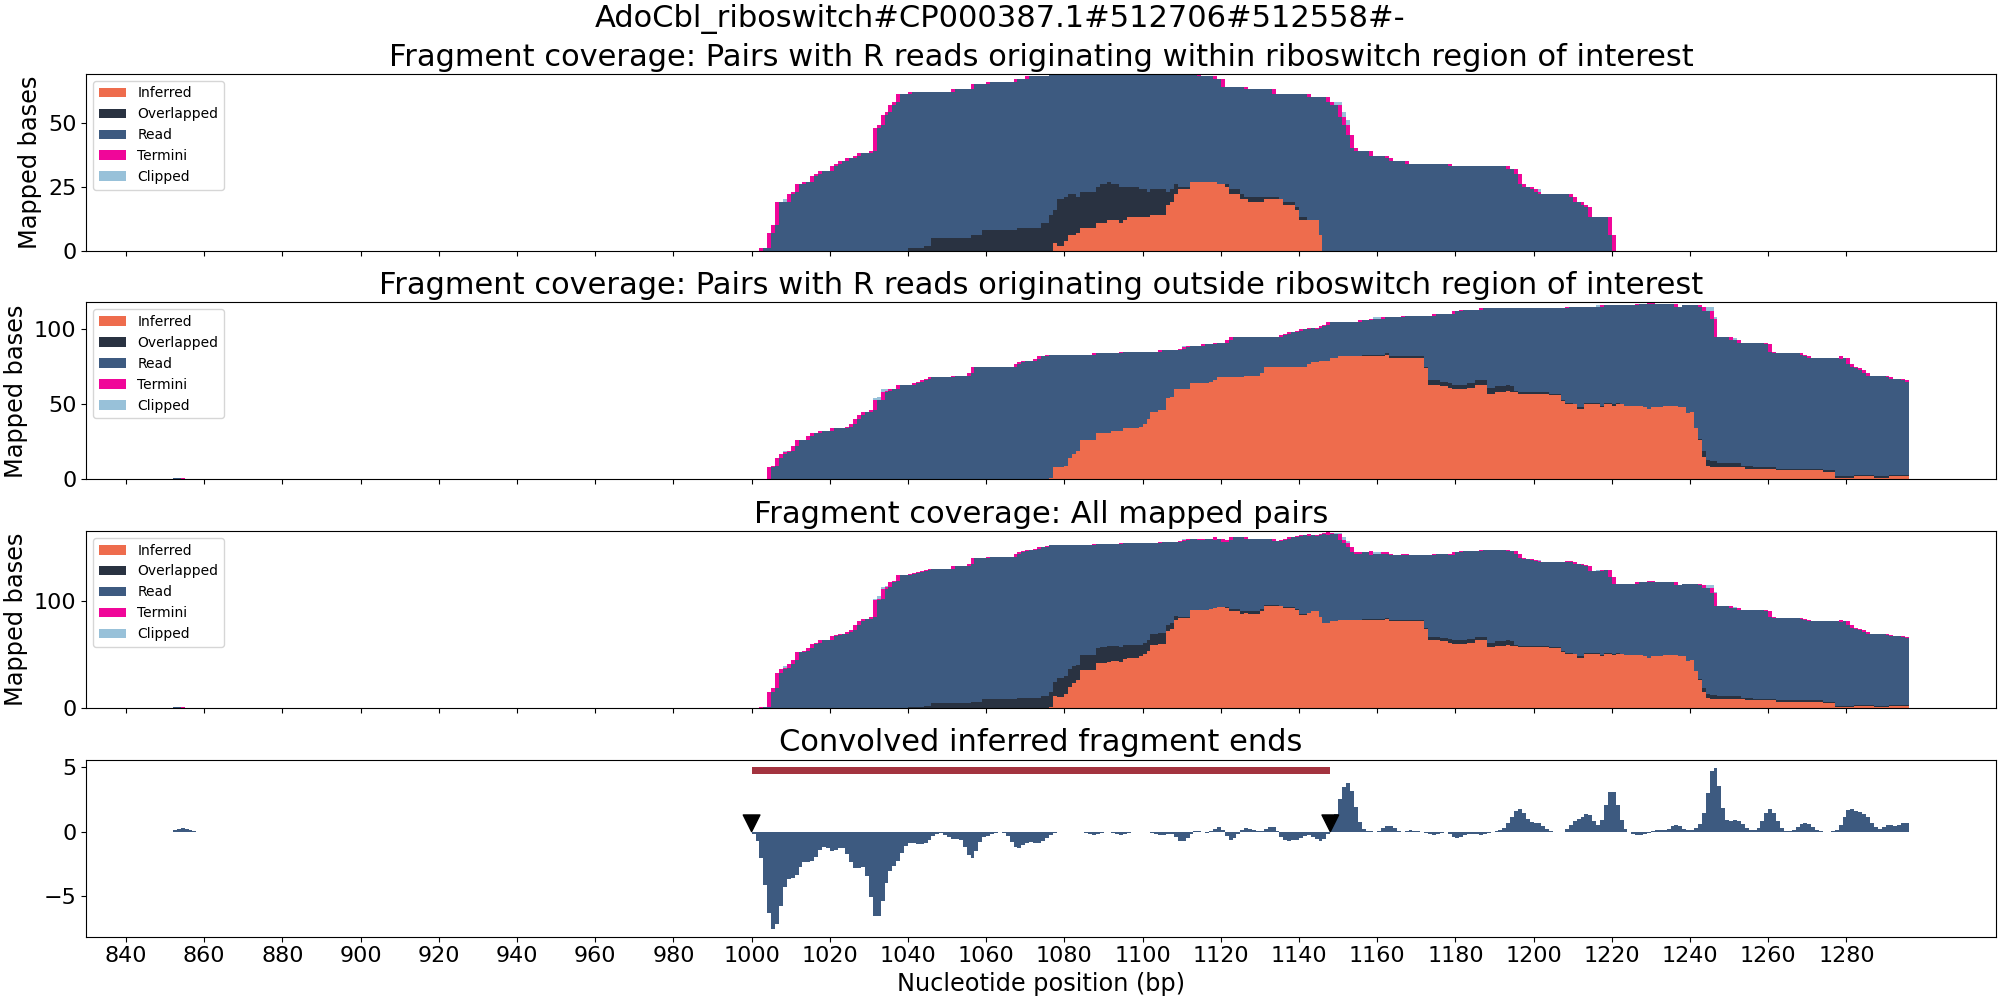 AdoCbl_riboswitch#CP000387.1#512706#512558#-
Fragment coverage: Pairs with R reads originating within riboswitch region of interest
Mapped bases
50
25
0
Inferred
Overlapped
Read
Termini
Clipped
Fragment coverage: Pairs with R reads originating outside riboswitch region of interest
Mapped bases
100
50
0
Inferred
Overlapped
Read
Termini
Clipped
Fragment coverage: All mapped pairs
Mapped bases
100
0
Inferred
Overlapped
Read
Termini
Clipped
Convolved inferred fragment ends
5
0
−5
840 860 880 900 920 940 960 980 1000 1020 1040 1060 1080 1100 1120 1140 1160 1180 1200 1220 1240 1260 1280
Nucleotide position (bp)